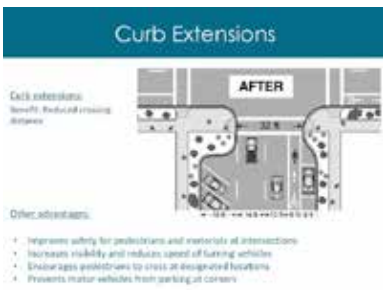 Curb Extensions
Curb extensions:
Benefit: Reduced crossing
distance
AFTER
32 ft
Other advantages:
• Improves safety for pedestrians and motorists at intersections
• Increases visibility and reduces speed of turning vehicles
• Encourages pedestrians to cross at designated locations
• Prevents motor vehicles from parking at corners